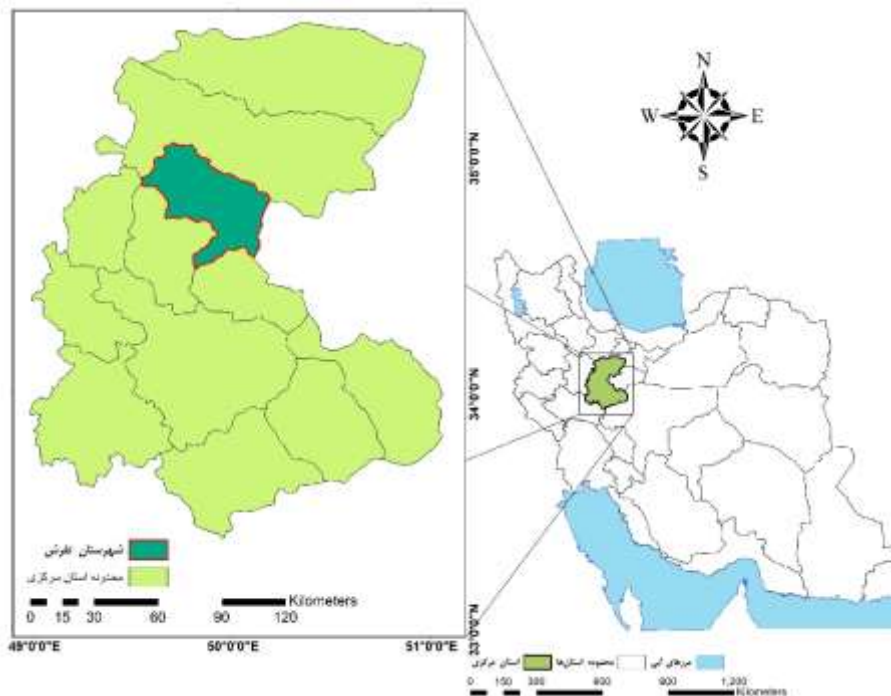 N
W E
S
35°0'0"N
34°0'0"N
33°0'0"N
شهرستان تفرش
محدوده استان مرکزی
Kilometers
0 15 30 60 90 120
49°0'0"E 50°0'0"E 51°0'0"E
مرزهای آبی محدوده استان‌ها استان مرکزی
0 150 300 600 900 1,200
Kilometers